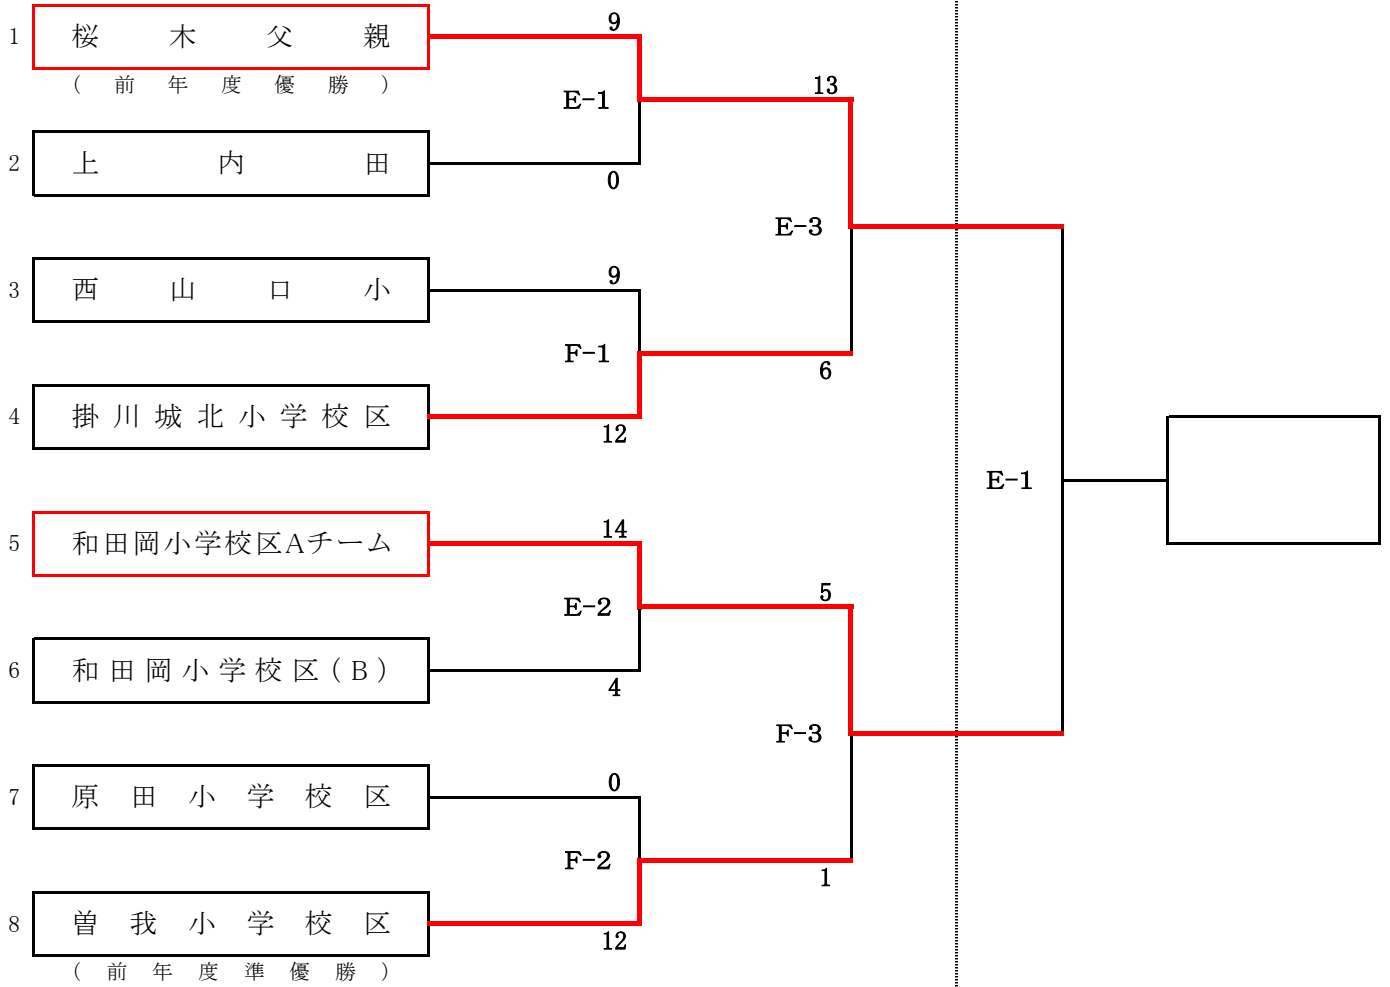 1 桜木父親 9
(前年度優勝)
E-1 13
2 上内田 0
E-3
3 西山口小 9
F-1 6
4 掛川城北小学校区 12
E-1
5 和田岡小学校区Aチーム 14
E-2 5
6 和田岡小学校区(B) 4
F-3
7 原田小学校区 0
F-2 1
8 曽我小学校区 12
(前年度準優勝)